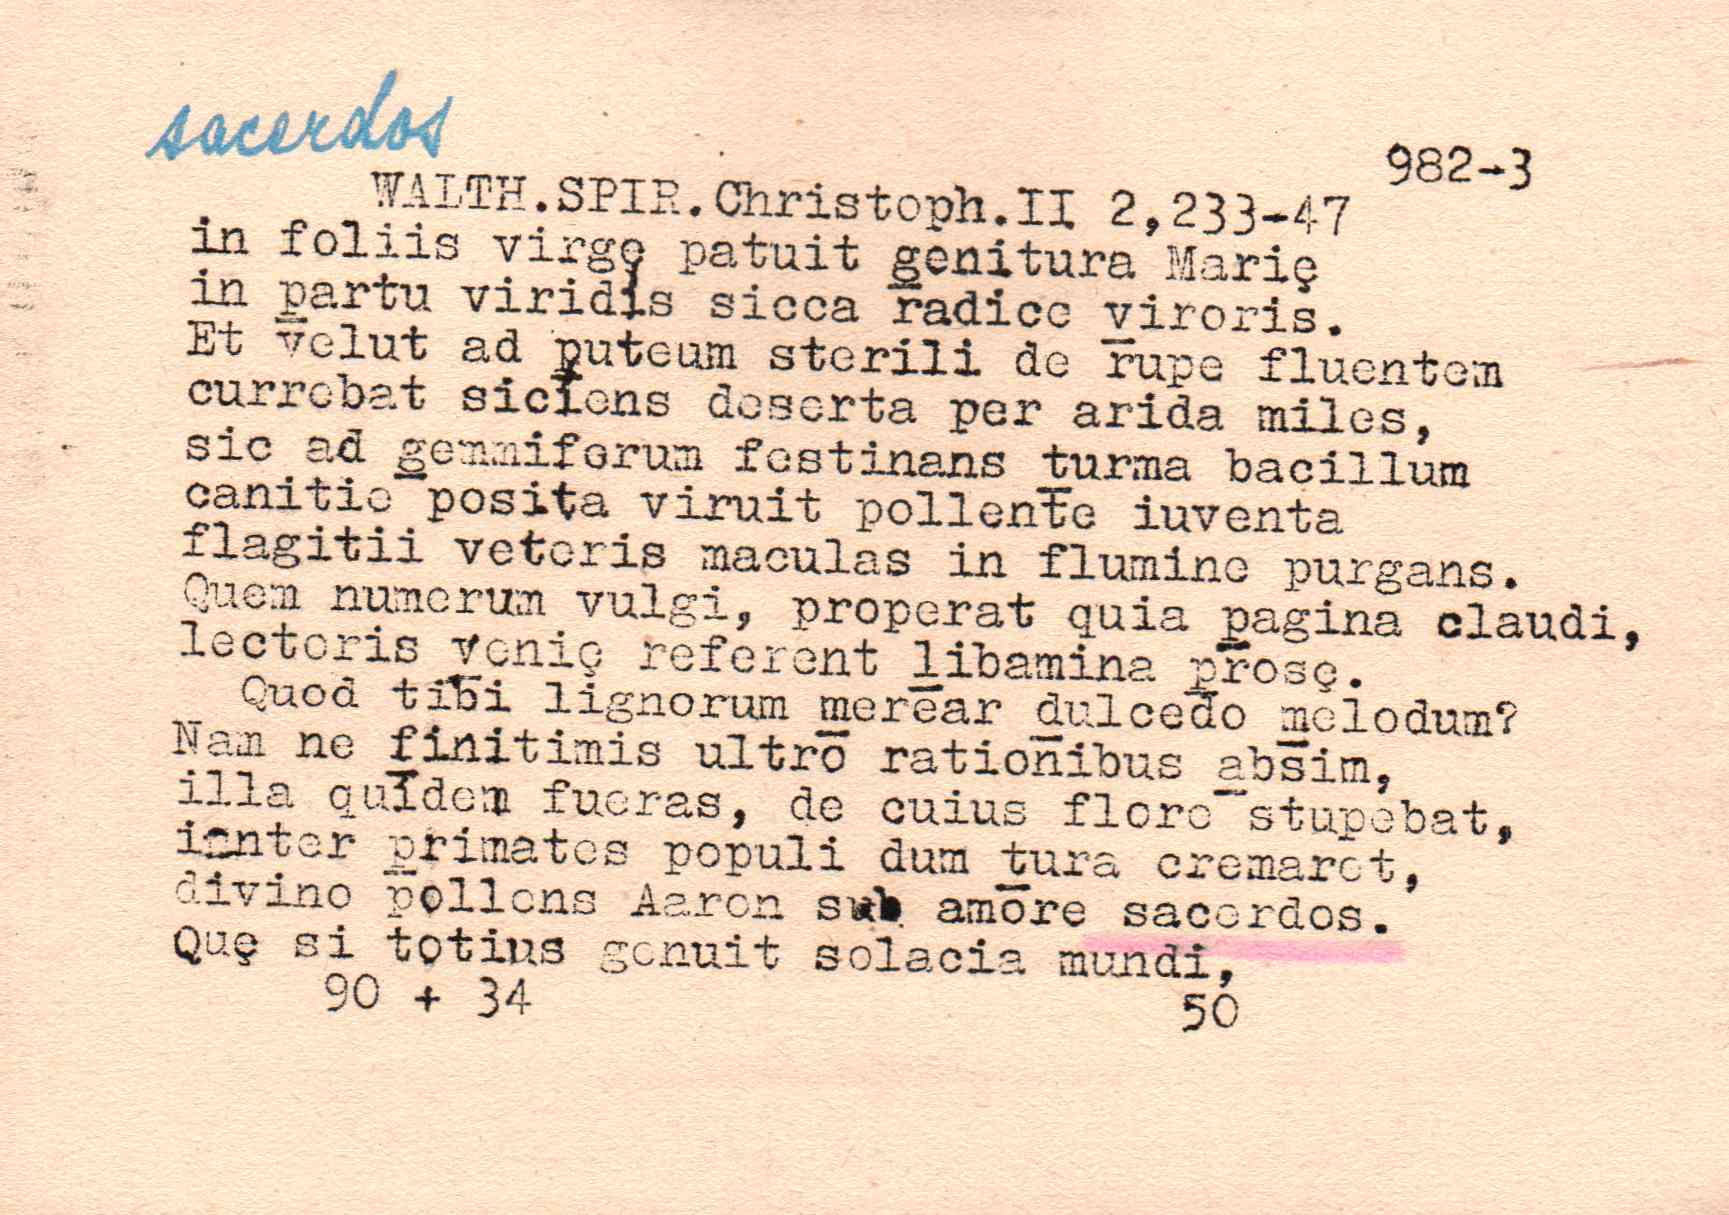 sacerdos
982-3
WALTH.SPIR.Christoph.II 2,233-47
in foliis virgę patuit genitura Marię
in partu viridis sicca radice viroris.
Et velut ad puteum sterili de rupe fluentem
currebat siciens deserta per arida miles,
sic ad gemmiferum festinans turma bacillum
canitie posita viruit pollente iuventa
flagitii veteris maculas in flumine purgans.
Quem numerum vulgi, properat quia pagina claudi,
lectoris venię referent libamina prosę.
Quod tibi lignorum merear dulcedo melodum?
Nam ne finitimis ultro rationibus absim,
illa quidem fueras, de cuius flore stupebat,
inter primates populi dum tura cremaret,
divino pollens Aaron sub amore sacerdos.
Quę si totius genuit solacia mundi,
90 + 34 50